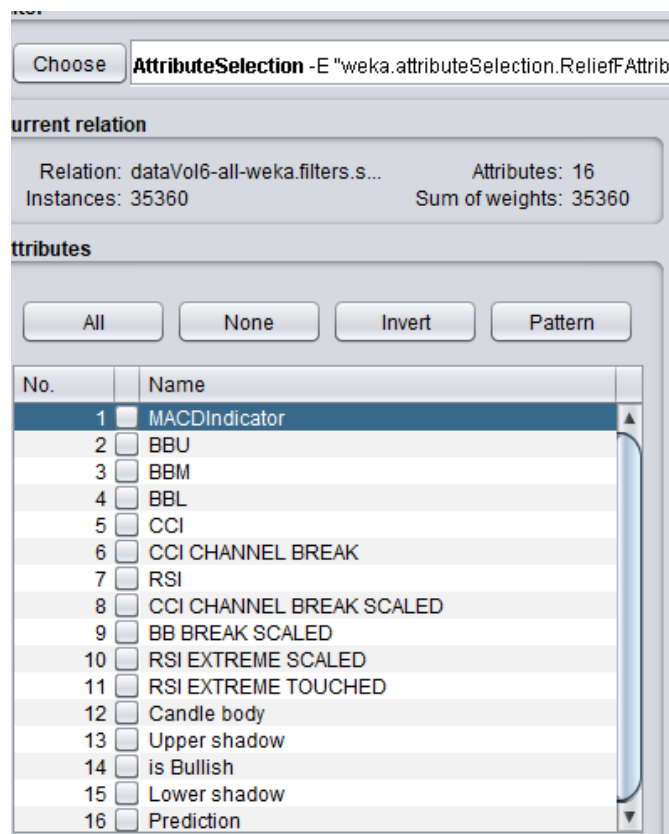 Choose AttributeSelection -E "weka.attributeSelection.ReliefFAttrib
urrent relation
Relation: dataVol6-all-weka.filters.s... Attributes: 16
Instances: 35360 Sum of weights: 35360
ttributes
All None Invert Pattern
No. Name
1 MACDIndicator
2 BBU
3 BBM
4 BBL
5 CCI
6 CCI CHANNEL BREAK
7 RSI
8 CCI CHANNEL BREAK SCALED
9 BB BREAK SCALED
10 RSI EXTREME SCALED
11 RSI EXTREME TOUCHED
12 Candle body
13 Upper shadow
14 is Bullish
15 Lower shadow
16 Prediction